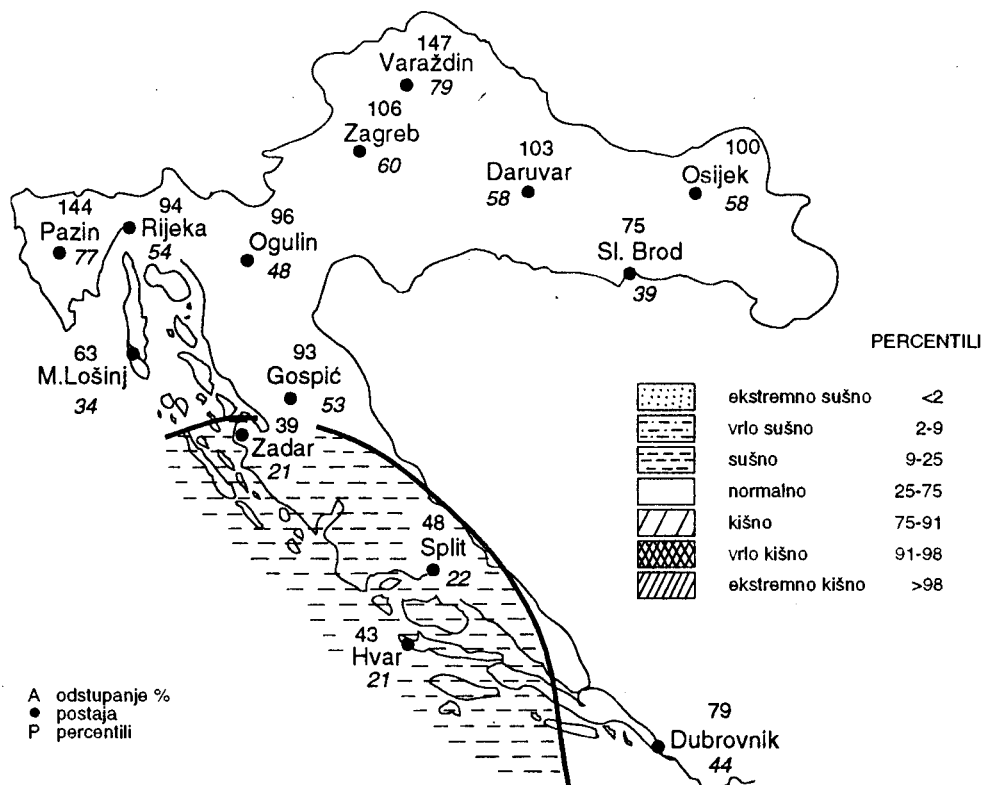 147
Varaždin
79
106
Zagreb
60
103
Daruvar
58
100
Osijek
58
144
Pazin
77
94
Rijeka
54
96
Ogulin
48
75
Sl. Brod
39
63
M.Lošinj
34
93
Gospić
53
39
Zadar
21
48
Split
22
43
Hvar
21
79
Dubrovnik
44
PERCENTILI
ekstremno sušno <2
vrlo sušno 2-9
sušno 9-25
normalno 25-75
kišno 75-91
vrlo kišno 91-98
ekstremno kišno >98
A odstupanje %
● postaja
P percentili